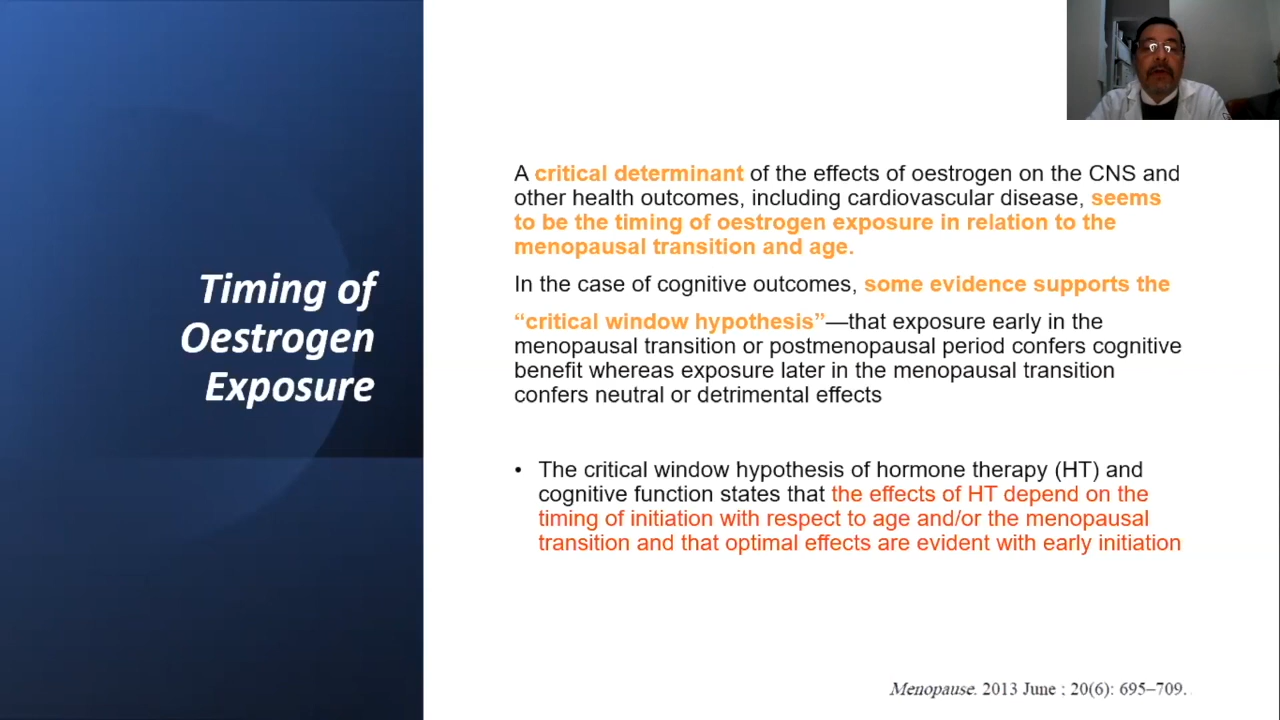 Timing of
Oestrogen
Exposure
A critical determinant of the effects of oestrogen on the CNS and
other health outcomes, including cardiovascular disease, seems
to be the timing of oestrogen exposure in relation to the
menopausal transition and age.
In the case of cognitive outcomes, some evidence supports the
“critical window hypothesis”—that exposure early in the
menopausal transition or postmenopausal period confers cognitive
benefit whereas exposure later in the menopausal transition
confers neutral or detrimental effects
• The critical window hypothesis of hormone therapy (HT) and
cognitive function states that the effects of HT depend on the
timing of initiation with respect to age and/or the menopausal
transition and that optimal effects are evident with early initiation
Menopause. 2013 June ; 20(6): 695–709.